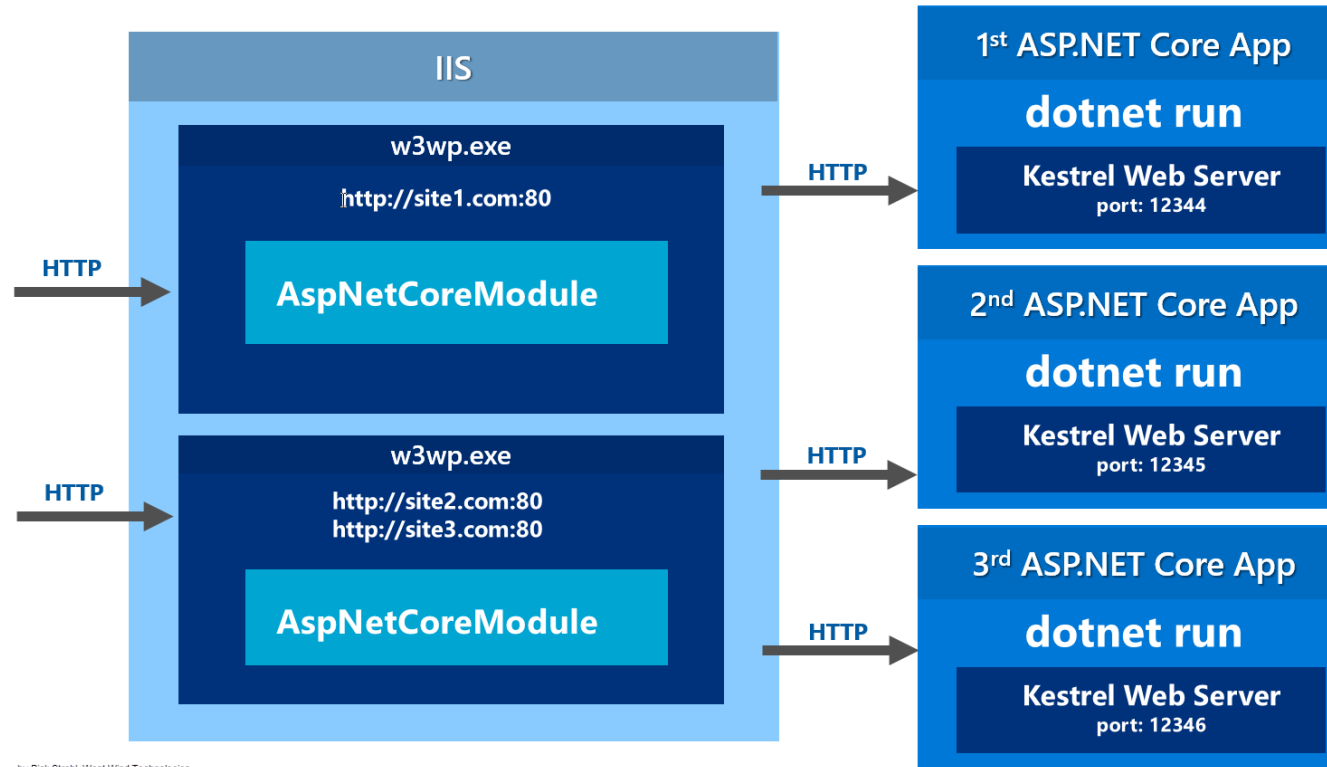 IIS
w3wp.exe
http://site1.com:80
AspNetCoreModule
HTTP
w3wp.exe
http://site2.com:80
http://site3.com:80
AspNetCoreModule
HTTP
HTTP
HTTP
HTTP
1st ASP.NET Core App
dotnet run
Kestrel Web Server
port: 12344
2nd ASP.NET Core App
dotnet run
Kestrel Web Server
port: 12345
3rd ASP.NET Core App
dotnet run
Kestrel Web Server
port: 12346